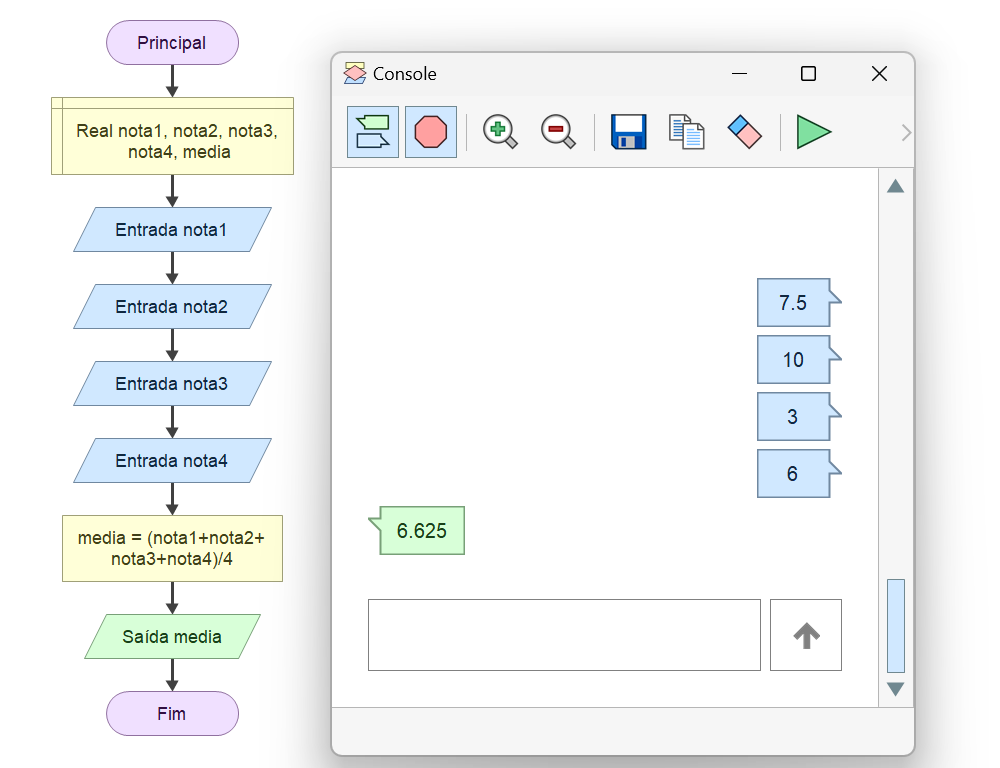 Principal
Real nota1, nota2, nota3,
nota4, media
Entrada nota1
Entrada nota2
Entrada nota3
Entrada nota4
media = (nota1+nota2+
nota3+nota4)/4
Saída media
Fim
Console
7.5
10
3
6
6.625